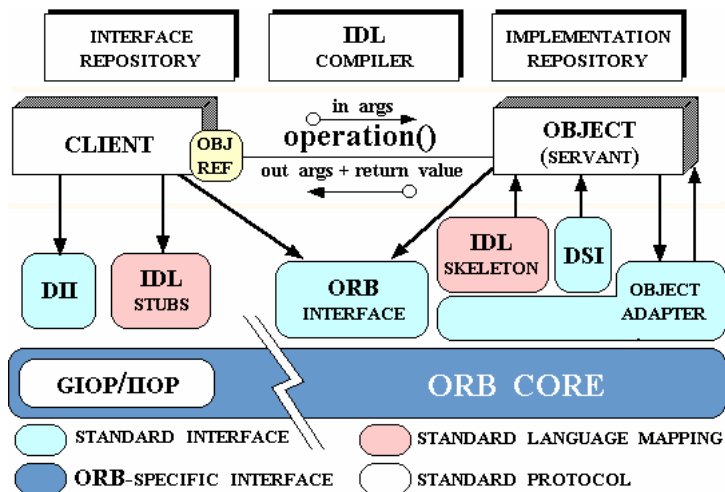 INTERFACE
REPOSITORY
IDL
COMPILER
IMPLEMENTATION
REPOSITORY
in args
operation()
out args + return value
CLIENT
OBJ
REF
OBJECT
(SERVANT)
DII
IDL
STUBS
ORB
INTERFACE
IDL
SKELETON
DSI
OBJECT
ADAPTER
GIOP/IIOP
ORB CORE
STANDARD INTERFACE
STANDARD LANGUAGE MAPPING
ORB-SPECIFIC INTERFACE
STANDARD PROTOCOL